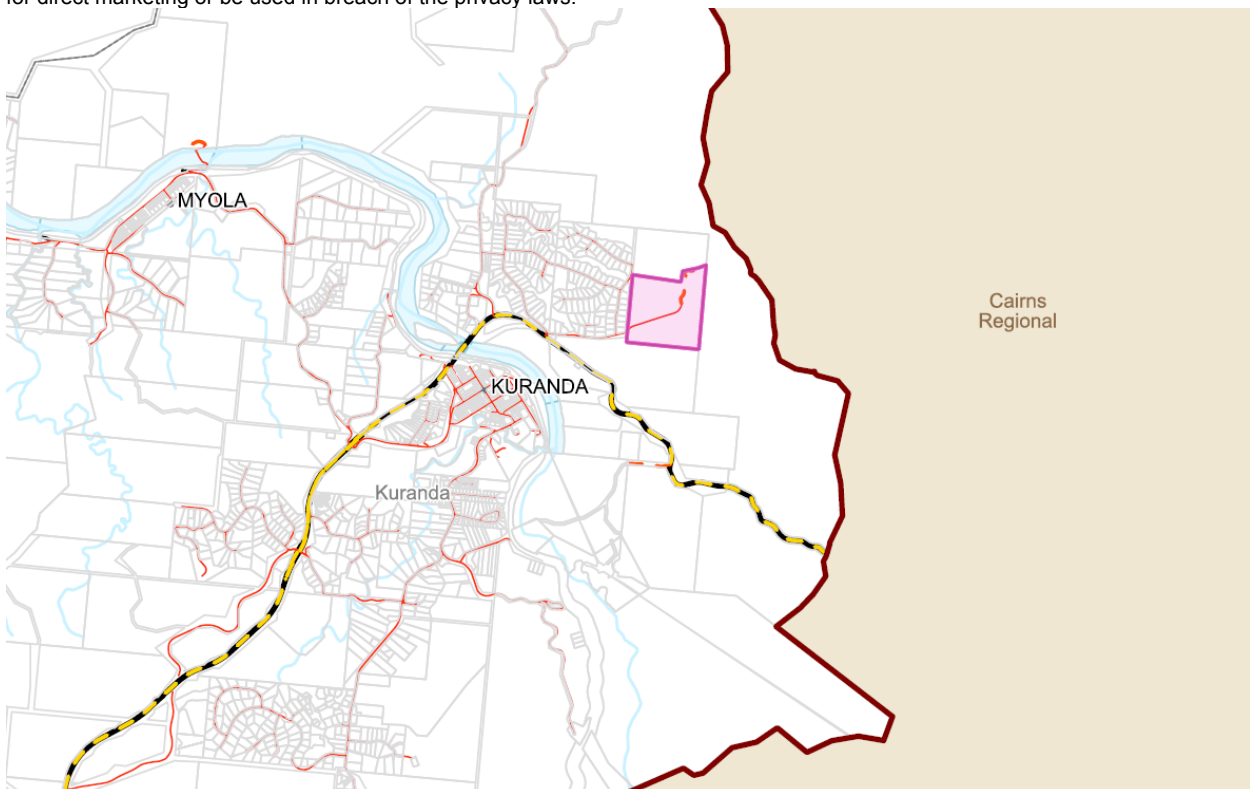 for direct marketing or be used in breach of the privacy laws.
MYOLA
Cairns
Regional
KURANDA
Kuranda